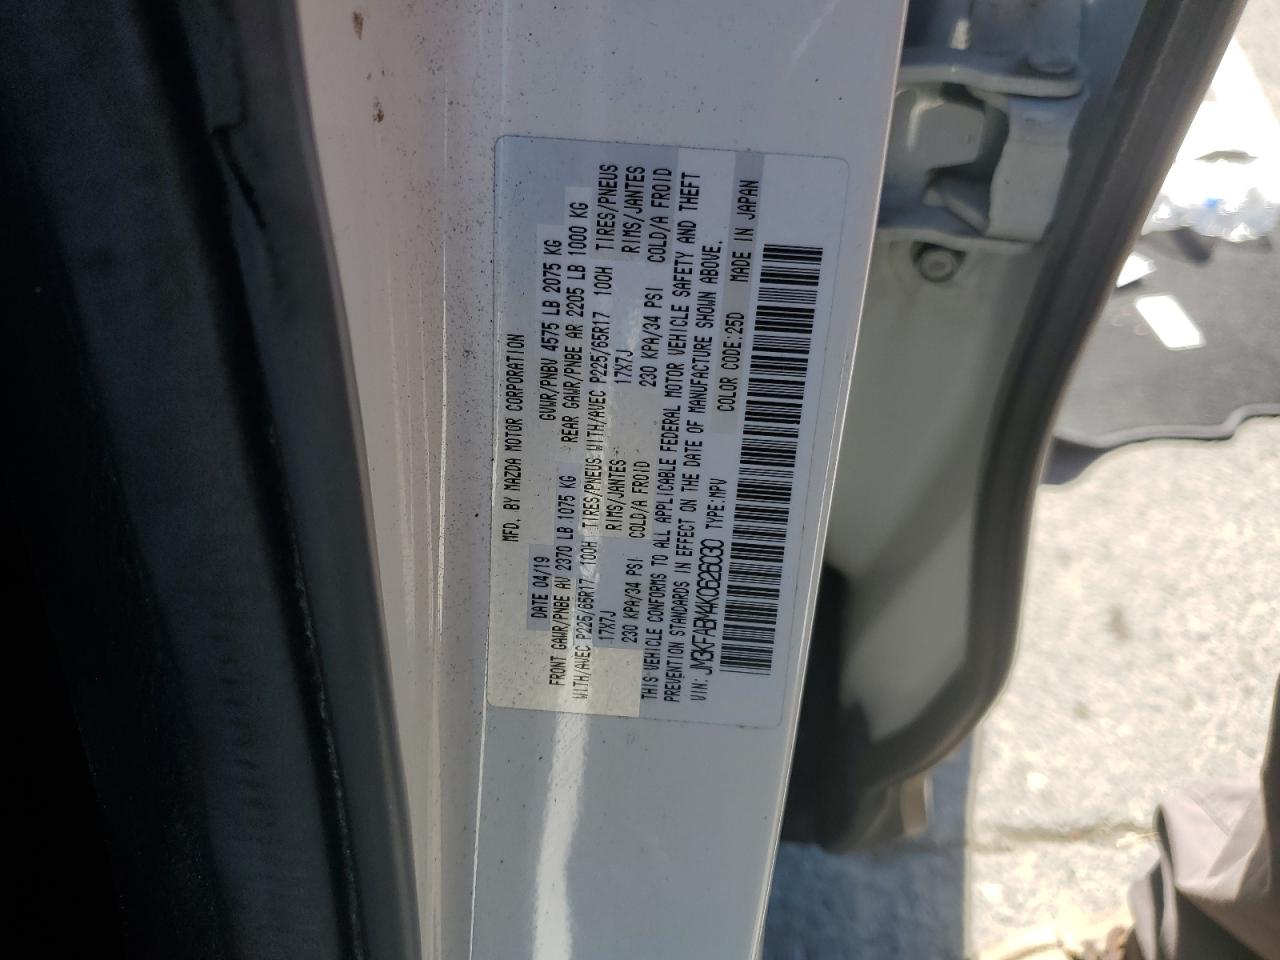 MFD. BY MAZDA MOTOR CORPORATION
DATE 04/19 GVWR/PNBV 4575 LB 2075 KG
FRONT GAWR/PNBE AV 2370 LB 1075 KG REAR GAWR/PNBE AR 2205 LB 1000 KG
WITH/AVEC P225/65R17 100H TIRES/PNEUS WITH/AVEC P225/65R17 100H TIRES/PNEUS
17X7J RIMS/JANTES 17X7J RIMS/JANTES
230 KPA/34 PSI COLD/A FROID 230 KPA/34 PSI COLD/A FROID
THIS VEHICLE CONFORMS TO ALL APPLICABLE FEDERAL MOTOR VEHICLE SAFETY AND THEFT
PREVENTION STANDARDS IN EFFECT ON THE DATE OF MANUFACTURE SHOWN ABOVE.
VIN: JM3KFABM4K0626030 TYPE:MPV COLOR CODE:25D MADE IN JAPAN